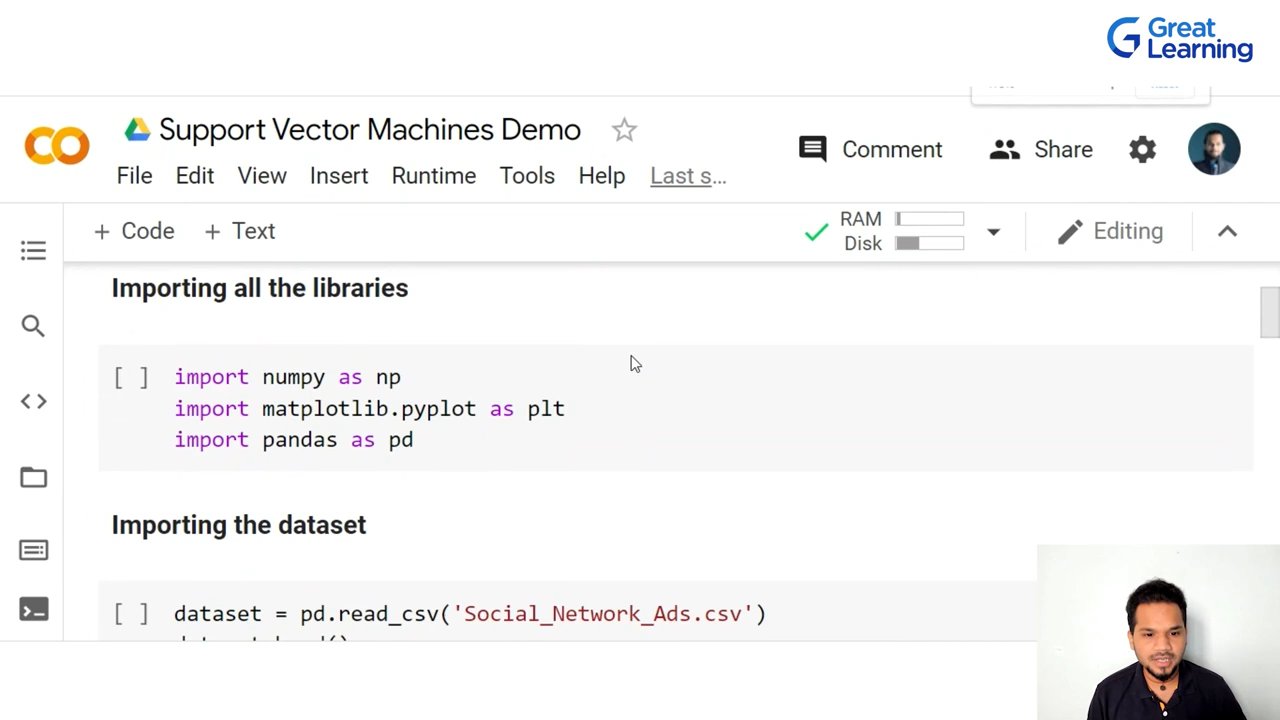 Great
Learning
Support Vector Machines Demo
Comment
Share
File Edit View Insert Runtime Tools Help Last s...
+ Code + Text
RAM
Disk
Editing
Importing all the libraries
[ ] import numpy as np
import matplotlib.pyplot as plt
import pandas as pd
Importing the dataset
[ ] dataset = pd.read_csv('Social_Network_Ads.csv')